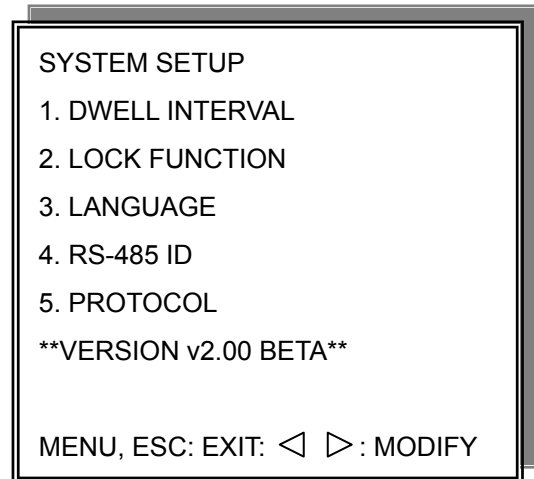 SYSTEM SETUP
1. DWELL INTERVAL
2. LOCK FUNCTION
3. LANGUAGE
4. RS-485 ID
5. PROTOCOL
**VERSION v2.00 BETA**
MENU, ESC: EXIT: ◁ ▷ : MODIFY